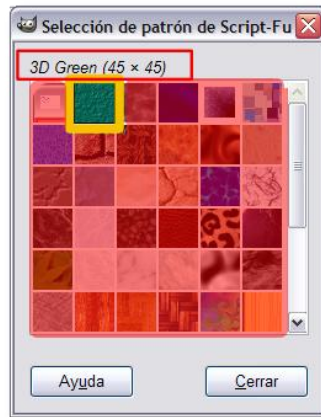 Selección de patrón de Script-Fu
3D Green (45 × 45)
Ayuda
Cerrar